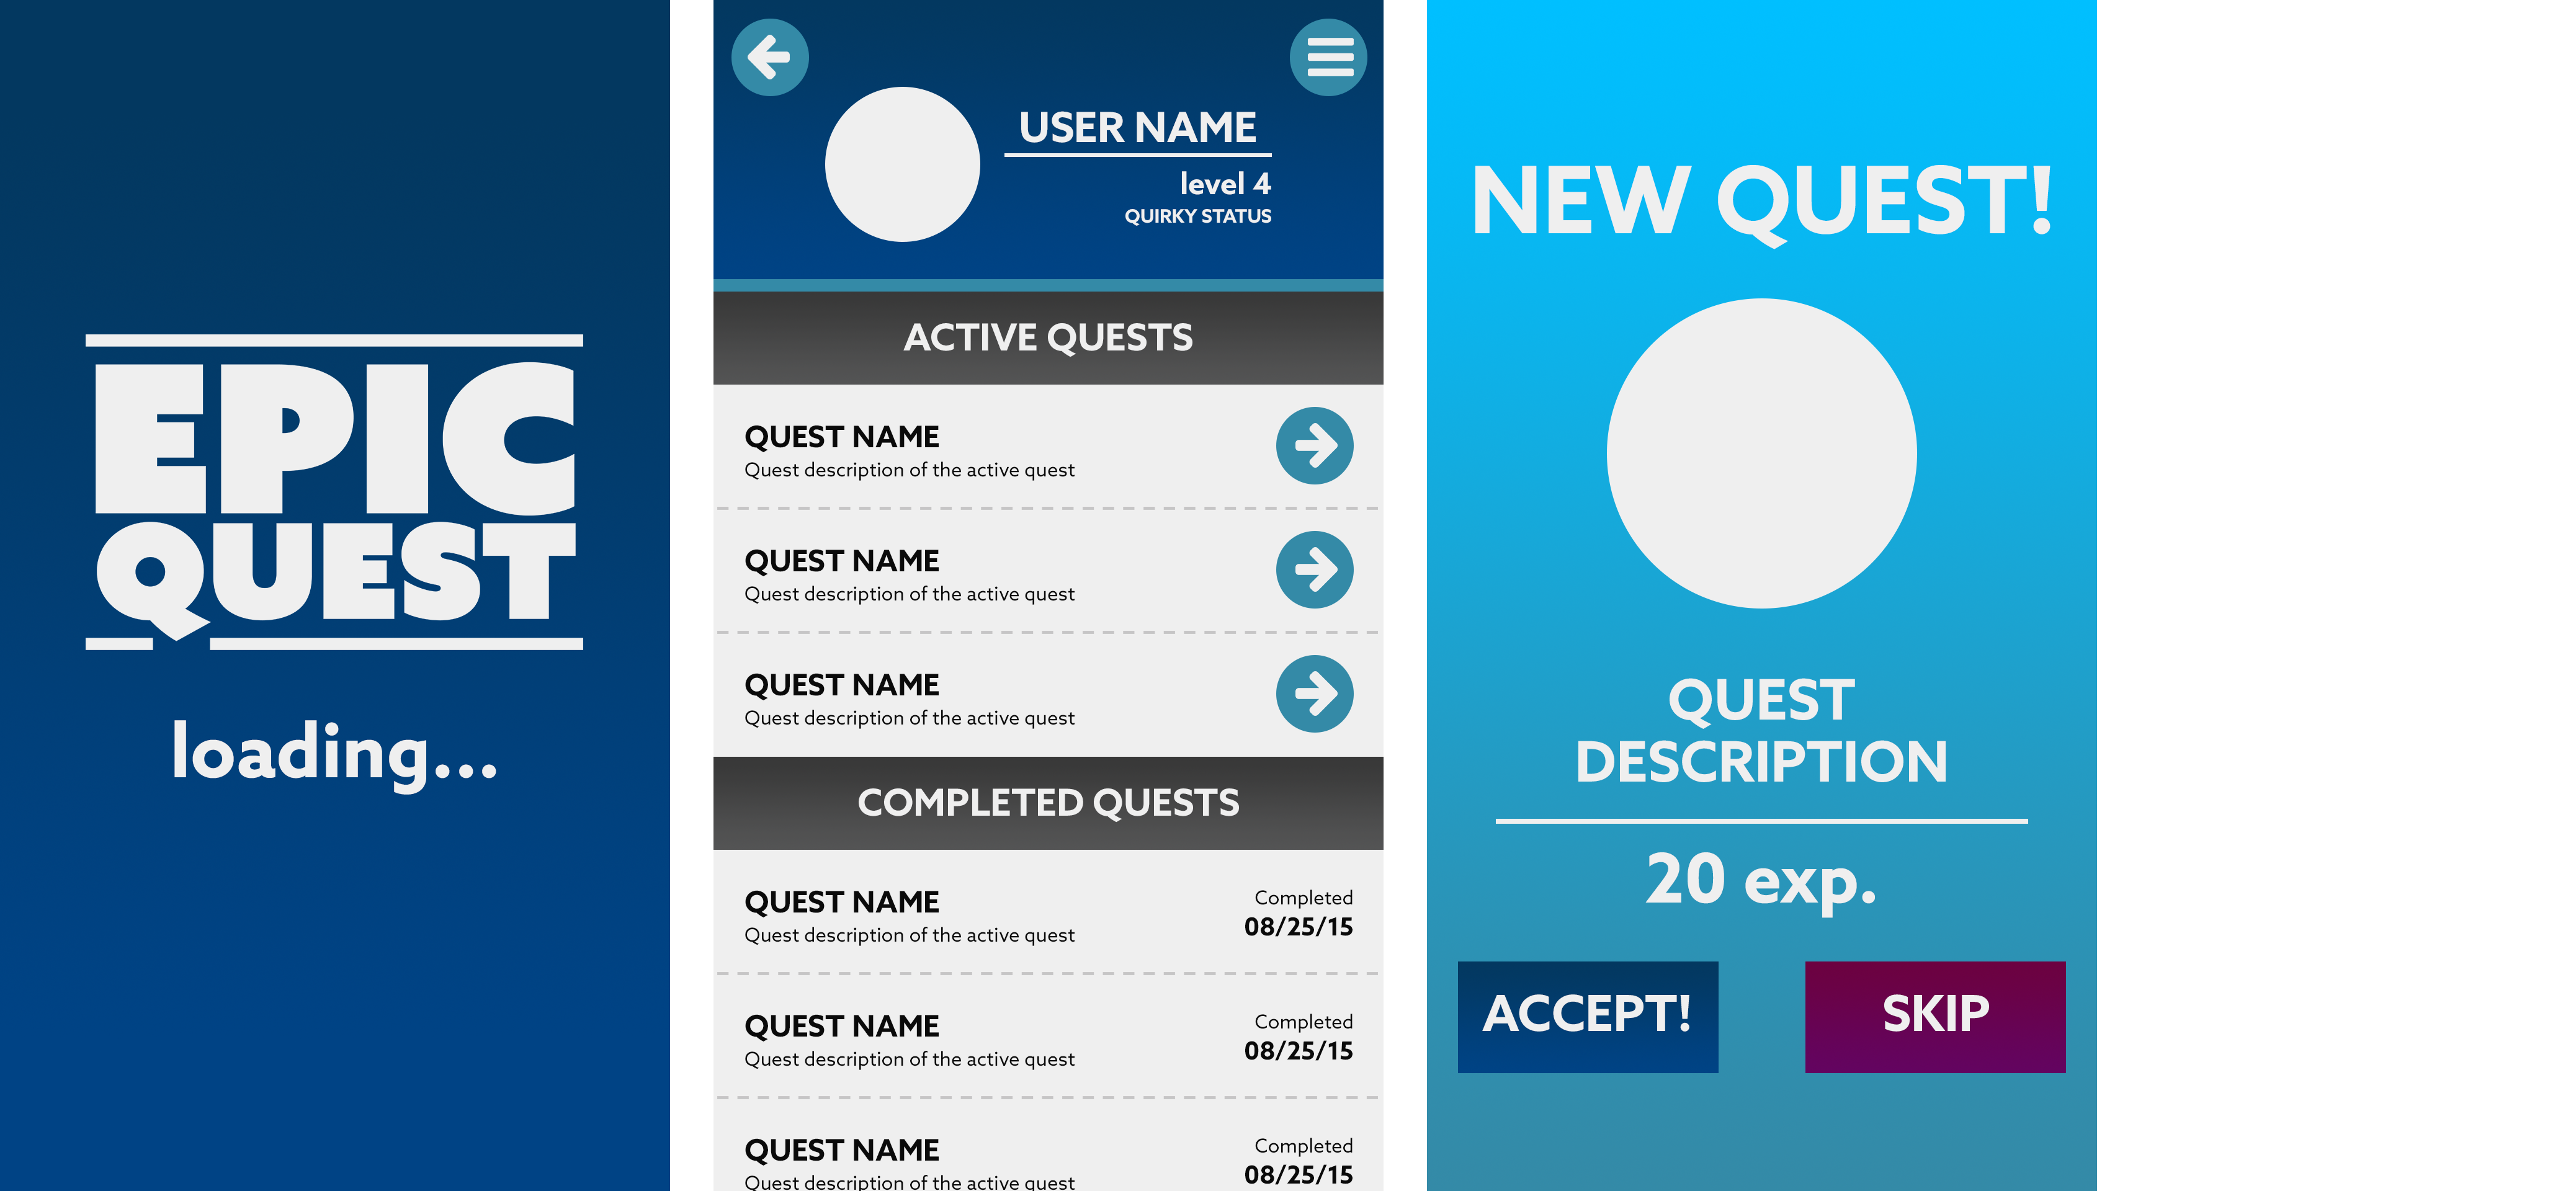 EPIC
QUEST
loading...
USER NAME
level 4
QUIRKY STATUS
ACTIVE QUESTS
QUEST NAME
Quest description of the active quest
QUEST NAME
Quest description of the active quest
QUEST NAME
Quest description of the active quest
COMPLETED QUESTS
QUEST NAME
Quest description of the active quest
Completed
08/25/15
QUEST NAME
Quest description of the active quest
Completed
08/25/15
QUEST NAME
Quest description of the active quest
Completed
08/25/15
NEW QUEST!
QUEST
DESCRIPTION
20 exp.
ACCEPT!
SKIP